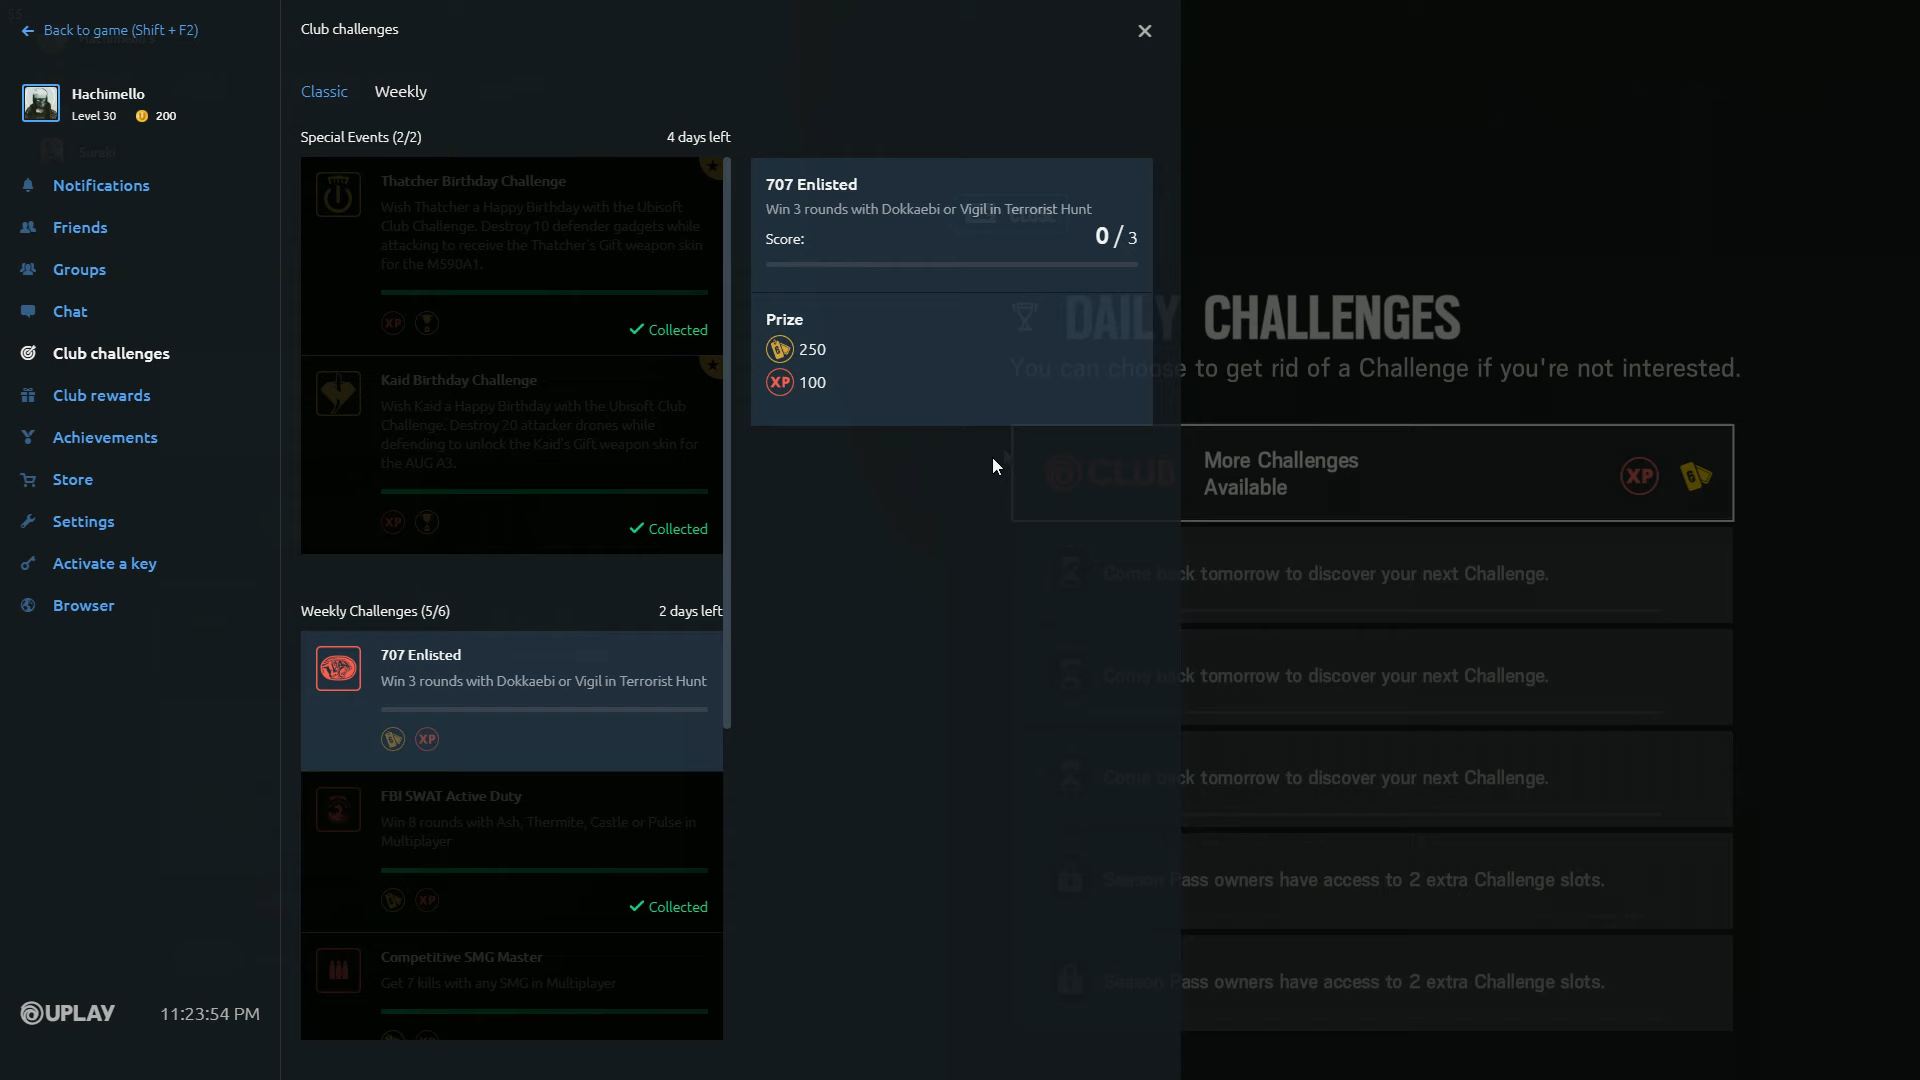 Back to game (Shift + F2)
Hachimello
Level 30 200
Suraki
Notifications
Friends
Groups
Chat
Club challenges
Club rewards
Achievements
Store
Settings
Activate a key
Browser
UPLAY 11:23:54 PM
Club challenges
Classic Weekly
Special Events (2/2) 4 days left
Thatcher Birthday Challenge
Wish Thatcher a Happy Birthday with the Ubisoft
Club Challenge. Destroy 10 defender gadgets while
attacking to receive the Thatcher's Gift weapon skin
for the M590A1.
XP
Collected
Kaid Birthday Challenge
Wish Kaid a Happy Birthday with the Ubisoft Club
Challenge. Destroy 20 attacker drones while
defending to unlock the Kaid's Gift weapon skin for
the AUG A3.
XP
Collected
Weekly Challenges (5/6) 2 days left
707 Enlisted
Win 3 rounds with Dokkaebi or Vigil in Terrorist Hunt
XP
FBI SWAT Active Duty
Win 8 rounds with Ash, Thermite, Castle or Pulse in
Multiplayer
XP
Collected
Competitive SMG Master
Get 7 kills with any SMG in Multiplayer
707 Enlisted
Win 3 rounds with Dokkaebi or Vigil in Terrorist Hunt
Score: 0 / 3
Prize
250
XP 100
DAILY CHALLENGES
You can choose to get rid of a Challenge if you're not interested.
CLUB
More Challenges
Available
XP
Come back tomorrow to discover your next Challenge.
Come back tomorrow to discover your next Challenge.
Come back tomorrow to discover your next Challenge.
Season Pass owners have access to 2 extra Challenge slots.
Season Pass owners have access to 2 extra Challenge slots.